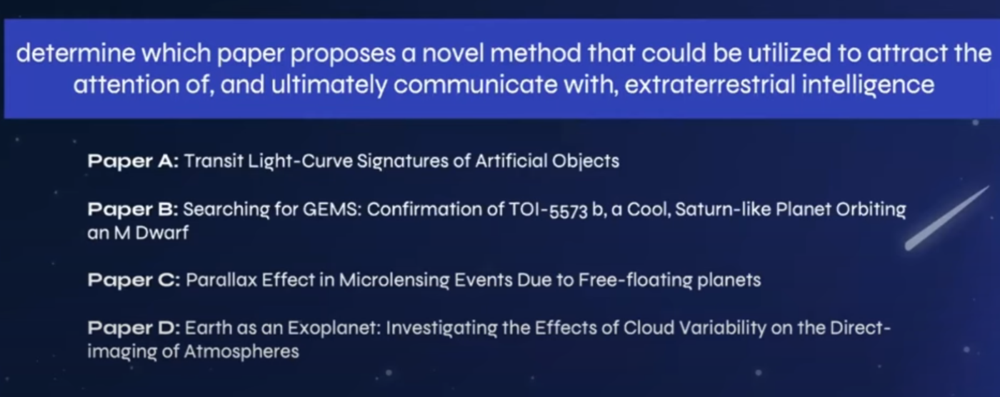 determine which paper proposes a novel method that could be utilized to attract the
attention of, and ultimately communicate with, extraterrestrial intelligence
Paper A: Transit Light-Curve Signatures of Artificial Objects
Paper B: Searching for GEMS: Confirmation of TOI-5573 b, a Cool, Saturn-like Planet Orbiting
an M Dwarf
Paper C: Parallax Effect in Microlensing Events Due to Free-floating planets
Paper D: Earth as an Exoplanet: Investigating the Effects of Cloud Variability on the Direct-
imaging of Atmospheres